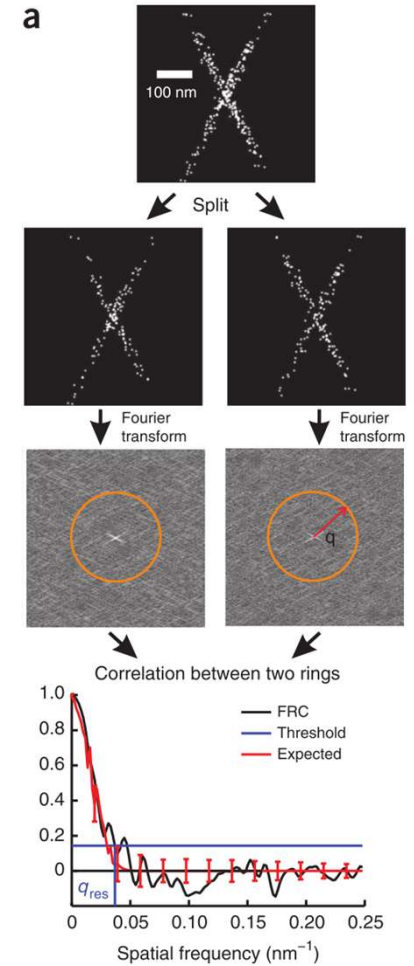 a
100 nm
Split
Fourier
transform
Fourier
transform
q
Correlation between two rings
1.0
0.8
0.6
0.4
0.2
0
FRC
Threshold
Expected
qres
0
0.05
0.10
0.15
0.20
0.25
Spatial frequency (nm⁻¹)